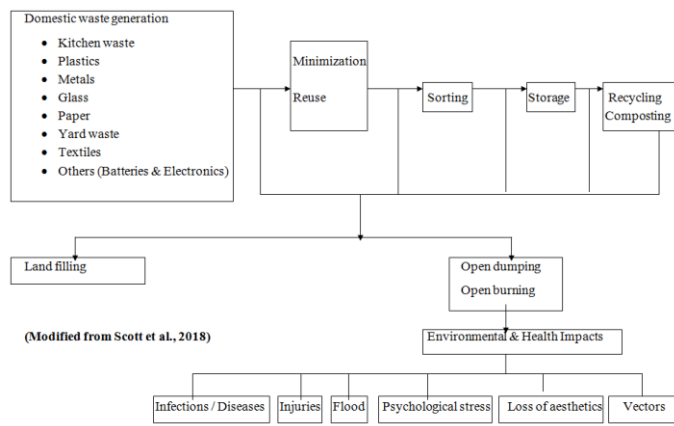 Domestic waste generation
• Kitchen waste
• Plastics
• Metals
• Glass
• Paper
• Yard waste
• Textiles
• Others (Batteries & Electronics)
Minimization
Reuse
Sorting
Storage
Recycling
Composting
Land filling
Open dumping
Open burning
(Modified from Scott et al., 2018)
Environmental & Health Impacts
Infections / Diseases
Injuries
Flood
Psychological stress
Loss of aesthetics
Vectors